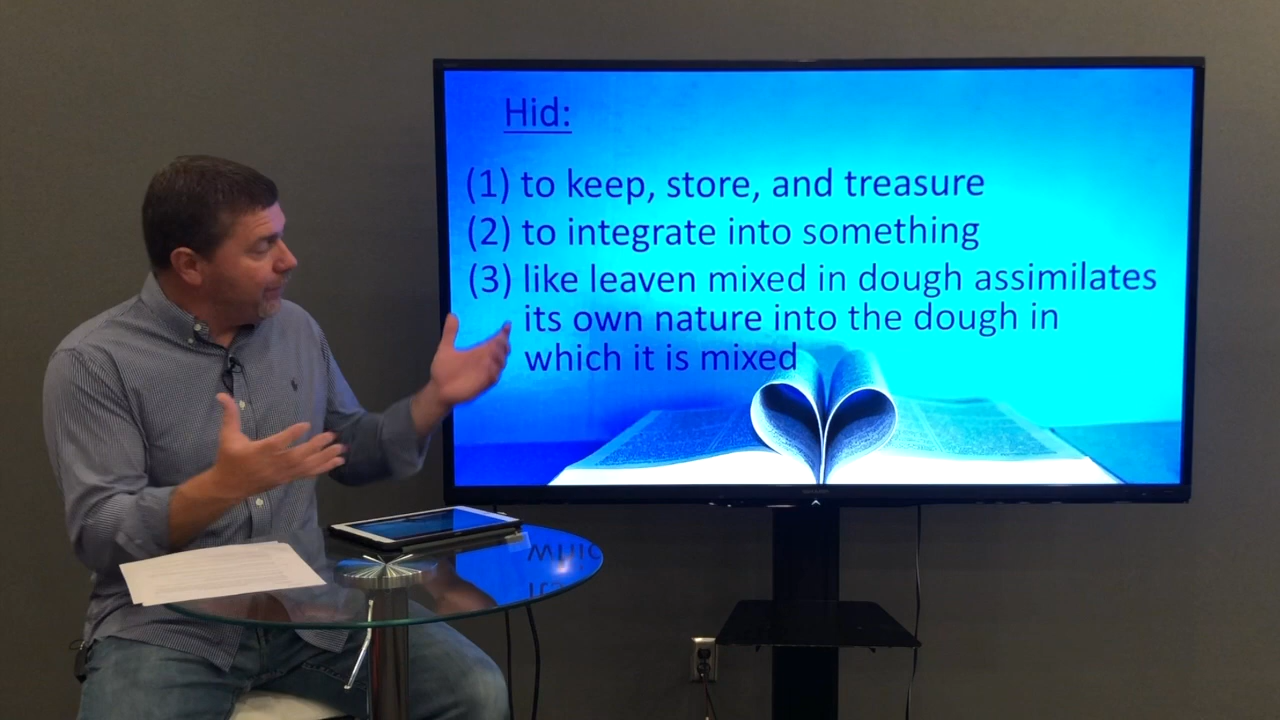 Hid:
(1) to keep, store, and treasure
(2) to integrate into something
(3) like leaven mixed in dough assimilates
its own nature into the dough in
which it is mixed